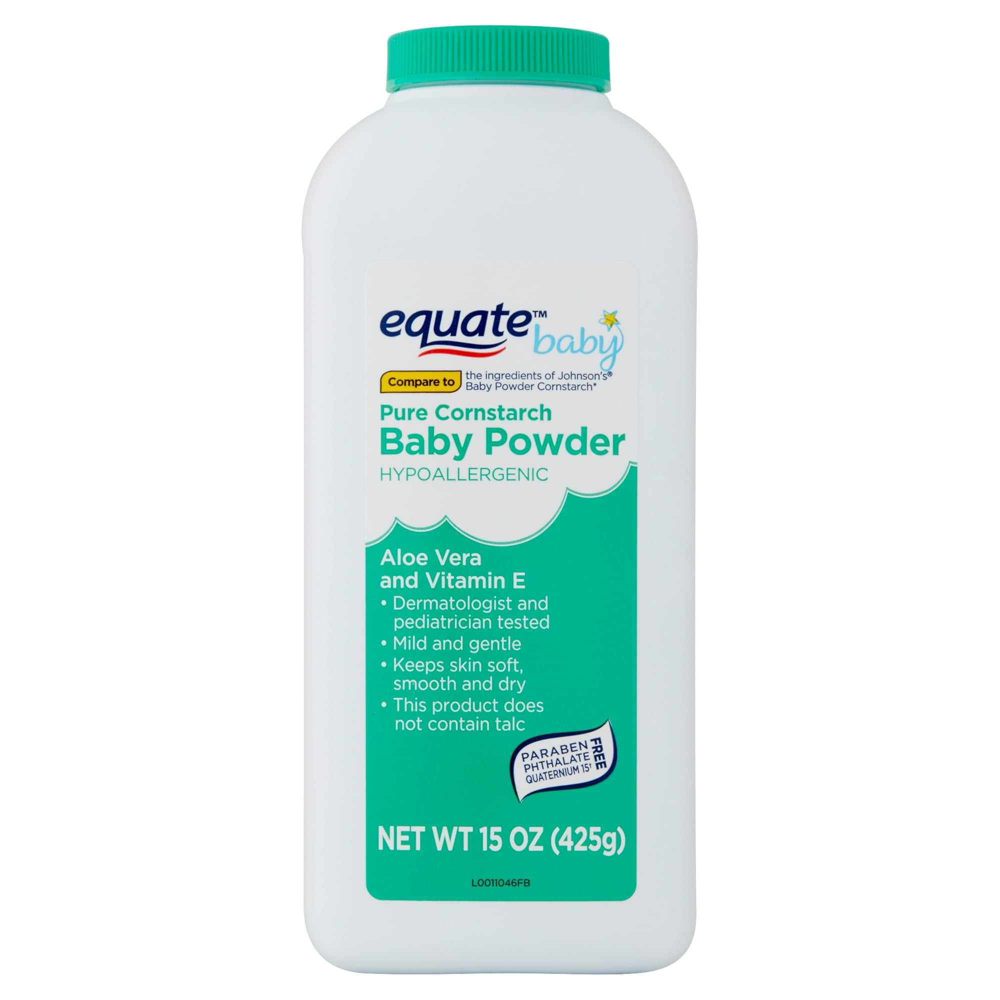 equate™ baby
Compare to
the ingredients of Johnson's®
Baby Powder Cornstarch*
Pure Cornstarch
Baby Powder
HYPOALLERGENIC
Aloe Vera
and Vitamin E
• Dermatologist and
pediatrician tested
• Mild and gentle
• Keeps skin soft,
smooth and dry
• This product does
not contain talc
PARABEN
PHTHALATE
QUATERNIUM 15†
FREE
NET WT 15 OZ (425g)
L0011046FB